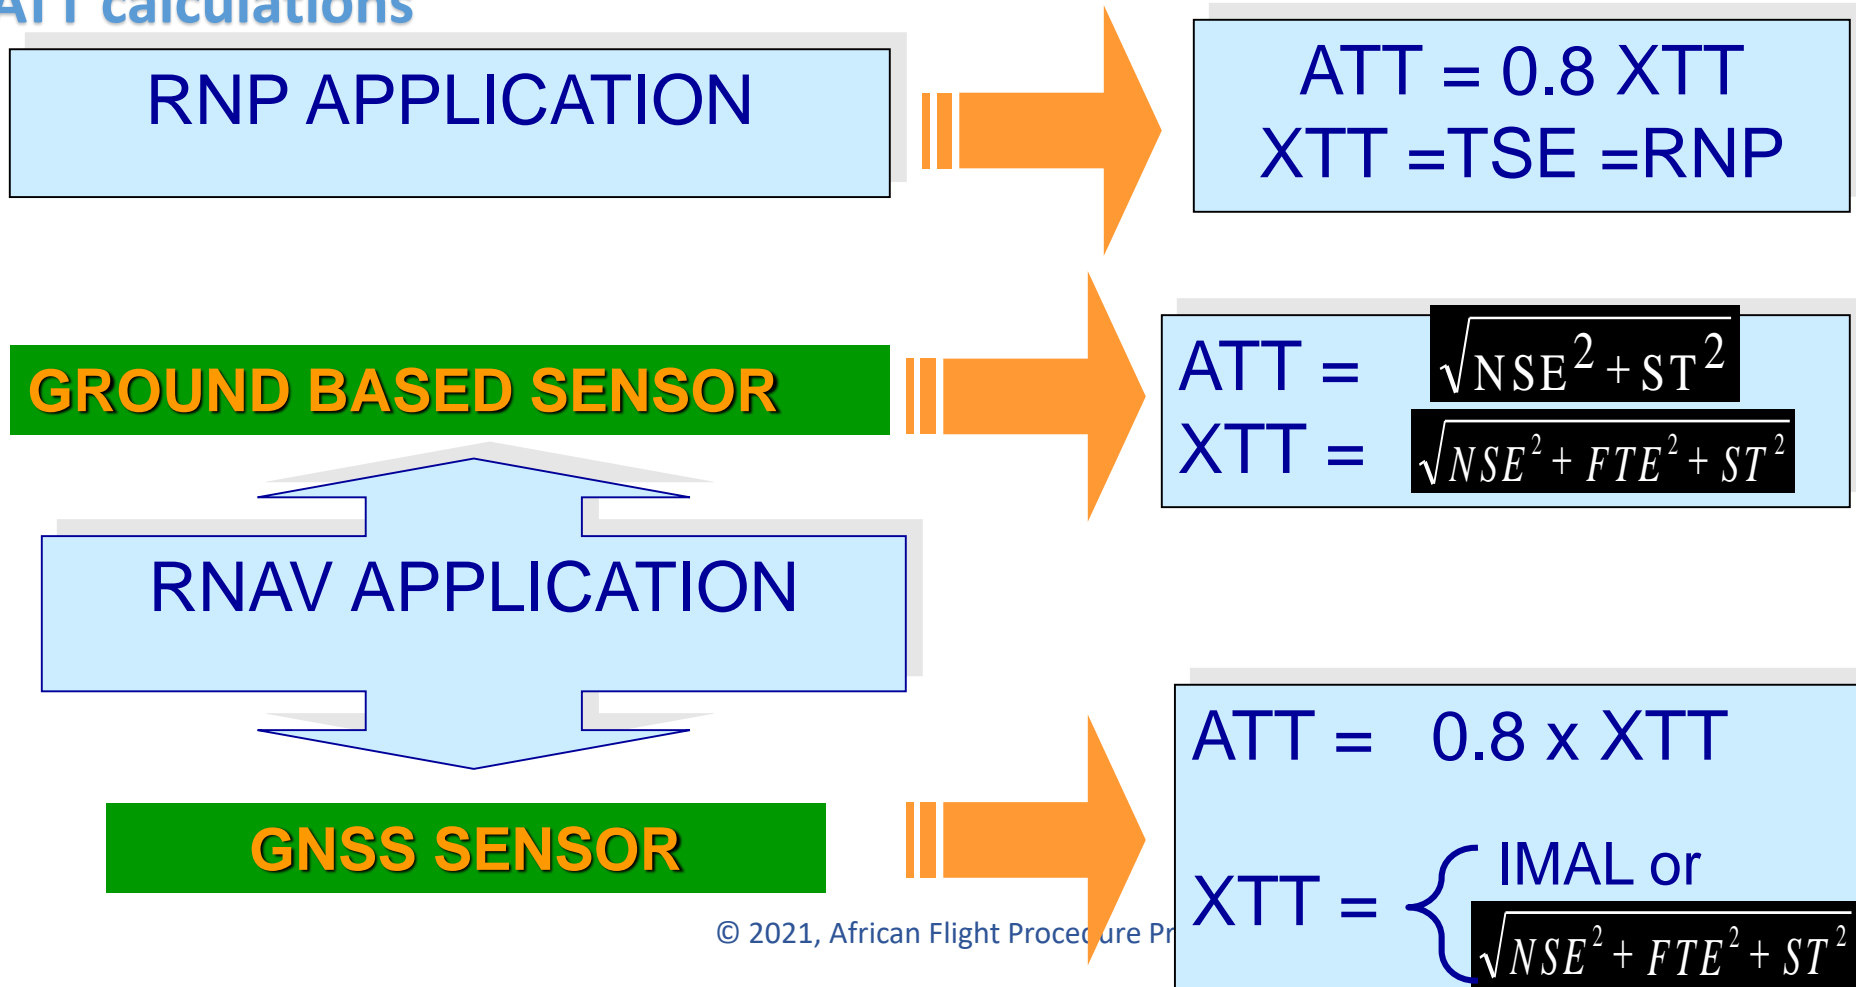 ATT calculations
RNP APPLICATION
ATT = 0.8 XTT
XTT =TSE =RNP
GROUND BASED SENSOR
ATT = √NSE² + ST²
XTT = √NSE² + FTE² + ST²
RNAV APPLICATION
GNSS SENSOR
ATT = 0.8 x XTT
XTT = { IMAL or
√NSE² + FTE² + ST²
© 2021, African Flight Procedure